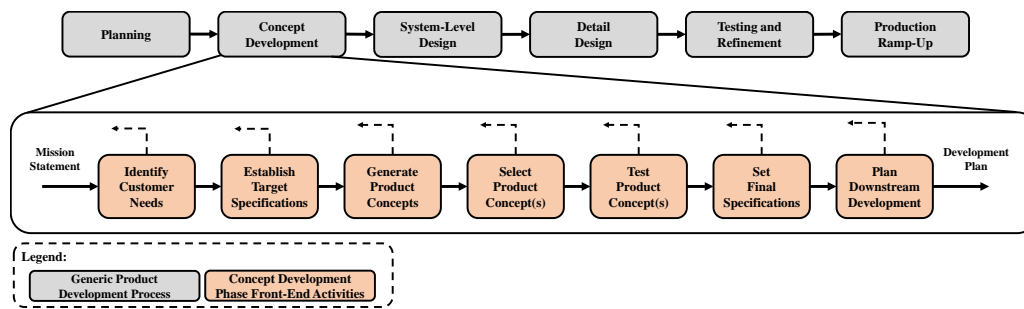 Planning
Concept
Development
System-Level
Design
Detail
Design
Testing and
Refinement
Production
Ramp-Up
Mission
Statement
Identify
Customer
Needs
Establish
Target
Specifications
Generate
Product
Concepts
Select
Product
Concept(s)
Test
Product
Concept(s)
Set
Final
Specifications
Plan
Downstream
Development
Development
Plan
Legend:
Generic Product
Development Process
Concept Development
Phase Front-End Activities